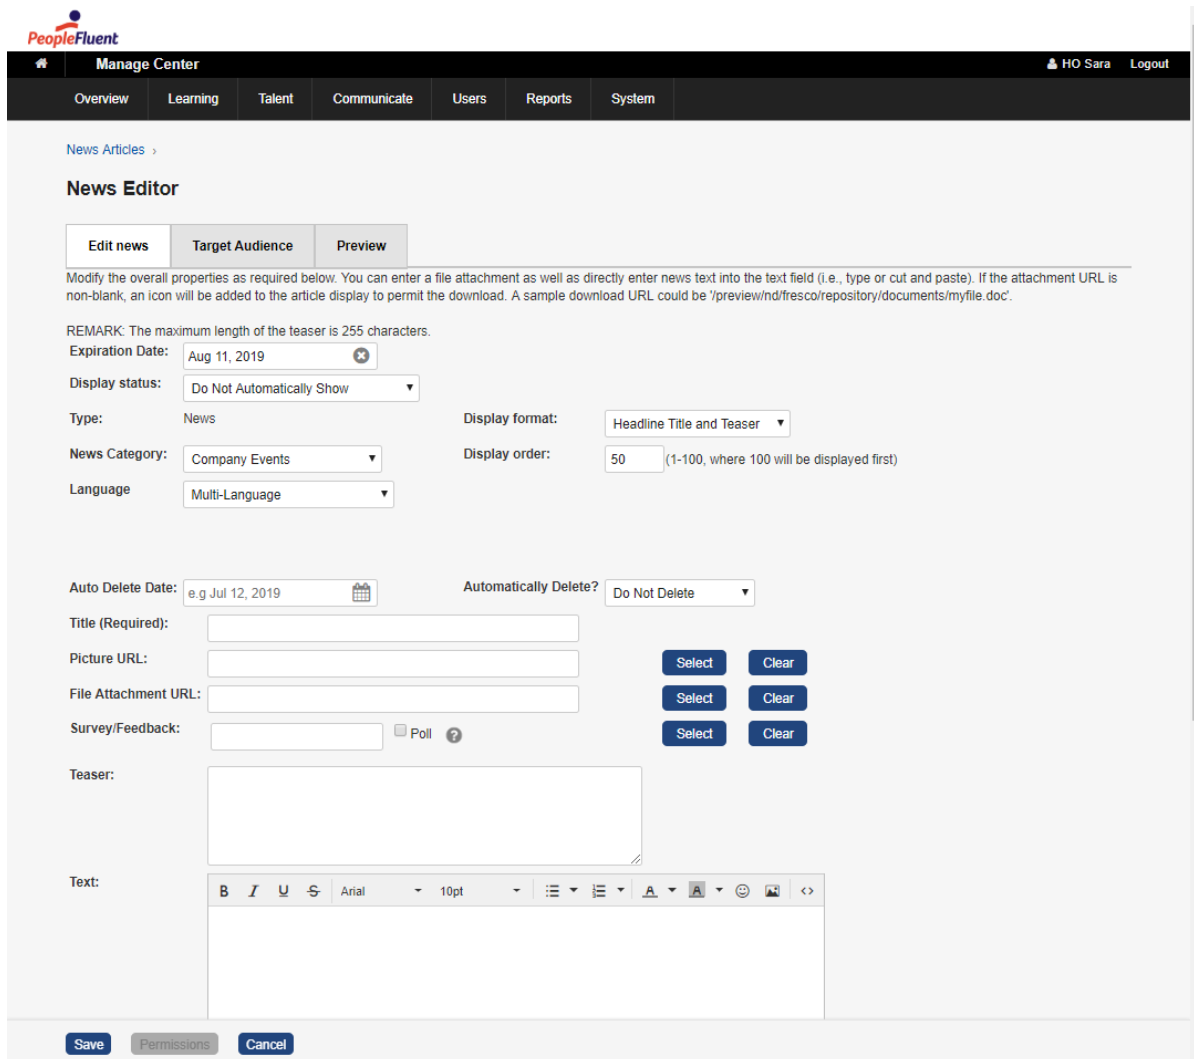 PeopleFluent
Manage Center HO Sara Logout
Overview Learning Talent Communicate Users Reports System
News Articles ›
News Editor
Edit news Target Audience Preview
Modify the overall properties as required below. You can enter a file attachment as well as directly enter news text into the text field (i.e., type or cut and paste). If the attachment URL is
non-blank, an icon will be added to the article display to permit the download. A sample download URL could be '/preview/nd/fresco/repository/documents/myfile.doc'.
REMARK: The maximum length of the teaser is 255 characters.
Expiration Date: Aug 11, 2019
Display status: Do Not Automatically Show
Type: News Display format: Headline Title and Teaser
News Category: Company Events Display order: 50 (1-100, where 100 will be displayed first)
Language Multi-Language
Auto Delete Date: e.g Jul 12, 2019 Automatically Delete? Do Not Delete
Title (Required):
Picture URL: Select Clear
File Attachment URL: Select Clear
Survey/Feedback: Poll ? Select Clear
Teaser:
Text: B I U S Arial 10pt A A <>
Save Permissions Cancel